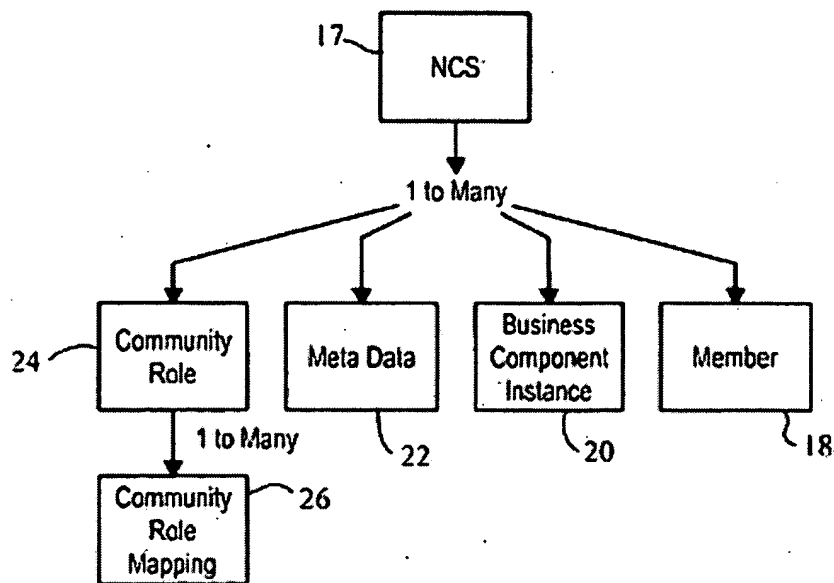 17
NCS
1 to Many
24
Community
Role
Meta Data
Business
Component
Instance
Member
22
20
18
1 to Many
Community
Role
Mapping
26